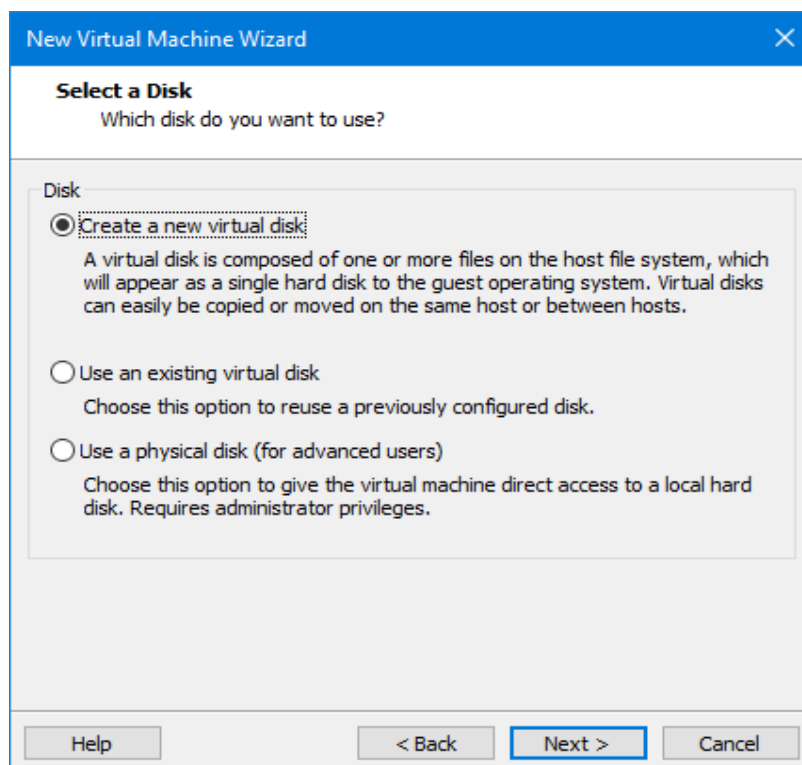 New Virtual Machine Wizard
Select a Disk
Which disk do you want to use?
Disk
Create a new virtual disk
A virtual disk is composed of one or more files on the host file system, which
will appear as a single hard disk to the guest operating system. Virtual disks
can easily be copied or moved on the same host or between hosts.
Use an existing virtual disk
Choose this option to reuse a previously configured disk.
Use a physical disk (for advanced users)
Choose this option to give the virtual machine direct access to a local hard
disk. Requires administrator privileges.
Help < Back Next > Cancel